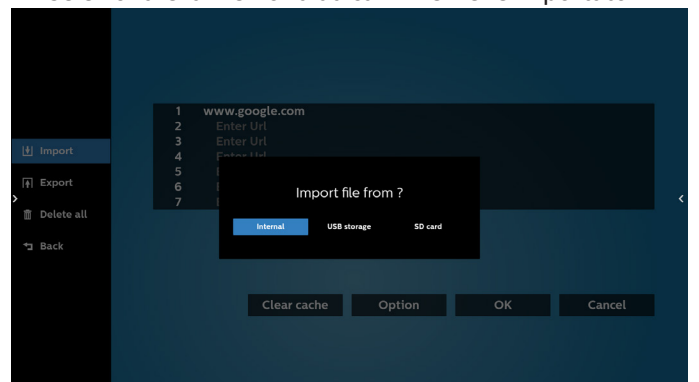 1 www.google.com
2 Enter Url
3 Enter Url
4
5
6
7
Import
Export
Delete all
Back
Import file from ?
Internal USB storage SD card
Clear cache Option OK Cancel